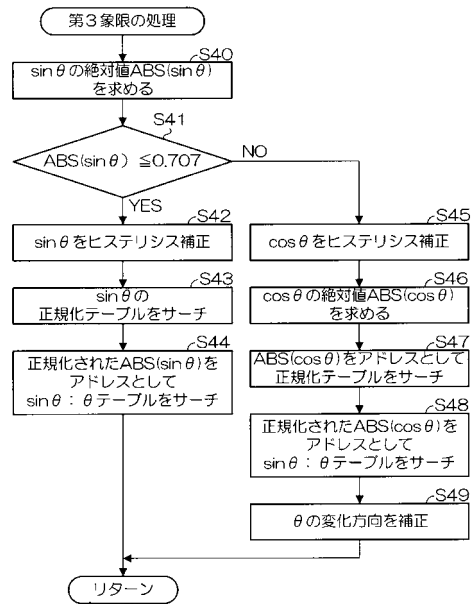 第3象限の処理
S40
sinθの絶対値ABS(sinθ)
を求める
S41
ABS(sinθ) ≦0.707
NO
YES
S42
sinθをヒステリシス補正
S43
sinθの
正規化テーブルをサーチ
S44
正規化されたABS(sinθ)を
アドレスとして
sinθ：θテーブルをサーチ
S45
cosθをヒステリシス補正
S46
cosθの絶対値ABS(cosθ)
を求める
S47
ABS(cosθ)をアドレスとして
正規化テーブルをサーチ
S48
正規化されたABS(cosθ)を
アドレスとして
sinθ：θテーブルをサーチ
S49
θの変化方向を補正
リターン